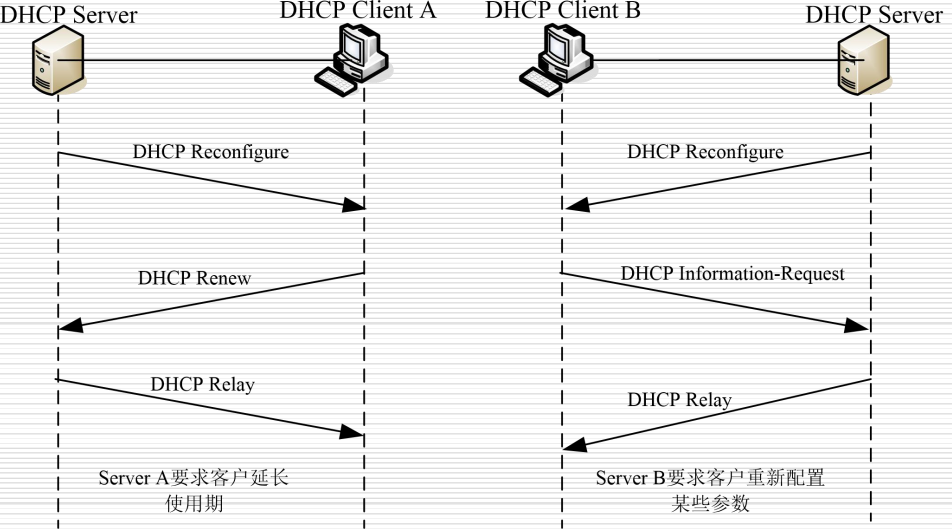 DHCP Server
DHCP Client A
DHCP Client B
DHCP Server
DHCP Reconfigure
DHCP Reconfigure
DHCP Renew
DHCP Information-Request
DHCP Relay
DHCP Relay
Server A要求客户延长
使用期
Server B要求客户重新配置
某些参数